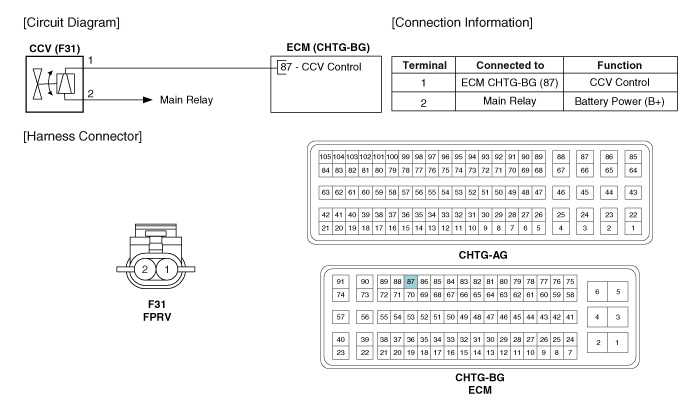 [Circuit Diagram]
[Connection Information]
CCV (F31)
ECM (CHTG-BG)
1
87 - CCV Control
2
Main Relay
Terminal Connected to Function
1 ECM CHTG-BG (87) CCV Control
2 Main Relay Battery Power (B+)
[Harness Connector]
105 104 103 102 101 100 99 98 97 96 95 94 93 92 91 90 89 88 87 86 85
84 83 82 81 80 79 78 77 76 75 74 73 72 71 70 69 68 67 66 65 64
63 62 61 60 59 58 57 56 55 54 53 52 51 50 49 48 47 46 45 44 43
42 41 40 39 38 37 36 35 34 33 32 31 30 29 28 27 26 25 24 23 22
21 20 19 18 17 16 15 14 13 12 11 10 9 8 7 6 5 4 3 2 1
CHTG-AG
2 1
F31
FPRV
91 90 89 88 87 86 85 84 83 82 81 80 79 78 77 76 75
74 73 72 71 70 69 68 67 66 65 64 63 62 61 60 59 58
6 5
57 56 55 54 53 52 51 50 49 48 47 46 45 44 43 42 41
4 3
40 39 38 37 36 35 34 33 32 31 30 29 28 27 26 25 24
23 22 21 20 19 18 17 16 15 14 13 12 11 10 9 8 7
2 1
CHTG-BG
ECM